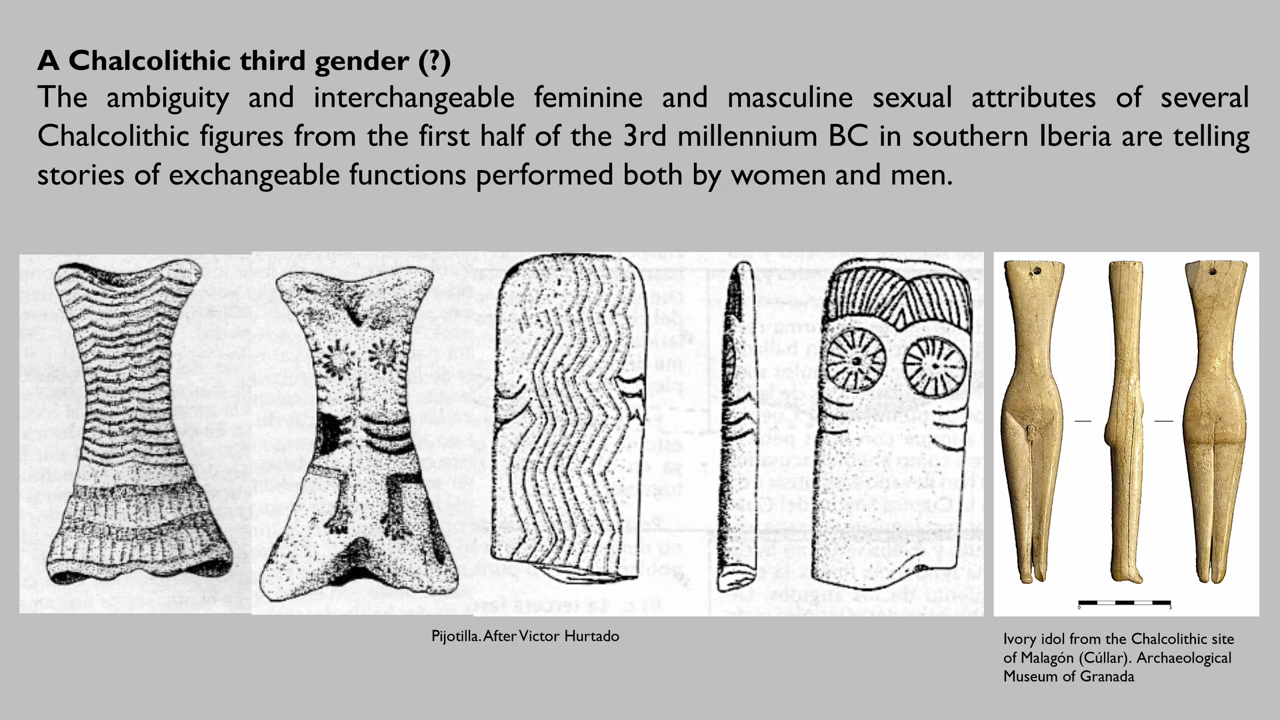 A Chalcolithic third gender (?)
The ambiguity and interchangeable feminine and masculine sexual attributes of several
Chalcolithic figures from the first half of the 3rd millennium BC in southern Iberia are telling
stories of exchangeable functions performed both by women and men.
Pijotilla. After Victor Hurtado
Ivory idol from the Chalcolithic site
of Malagón (Cúllar). Archaeological
Museum of Granada